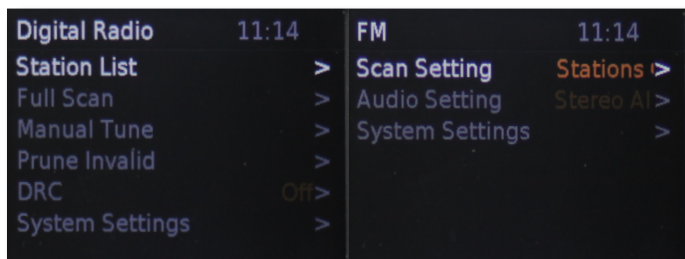 Digital Radio 11:14
Station List >
Full Scan >
Manual Tune >
Prune Invalid >
DRC Off >
System Settings >
FM 11:14
Scan Setting Stations >
Audio Setting Stereo Al >
System Settings >